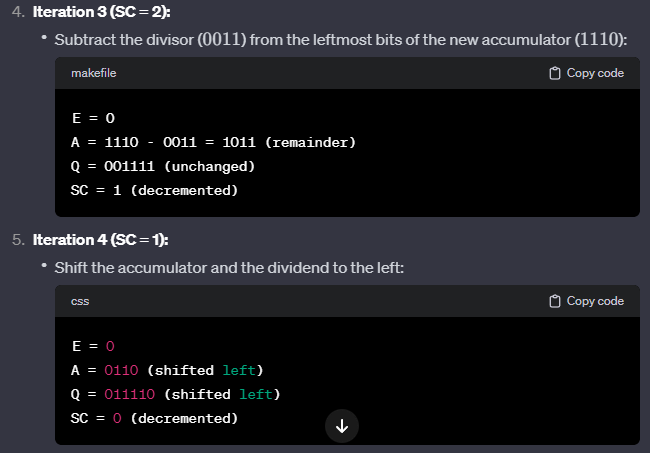 4. Iteration 3 (SC = 2):
• Subtract the divisor (0011) from the leftmost bits of the new accumulator (1110):
makefile Copy code
E = 0
A = 1110 - 0011 = 1011 (remainder)
Q = 001111 (unchanged)
SC = 1 (decremented)
5. Iteration 4 (SC = 1):
• Shift the accumulator and the dividend to the left:
css Copy code
E = 0
A = 0110 (shifted left)
Q = 011110 (shifted left)
SC = 0 (decremented)